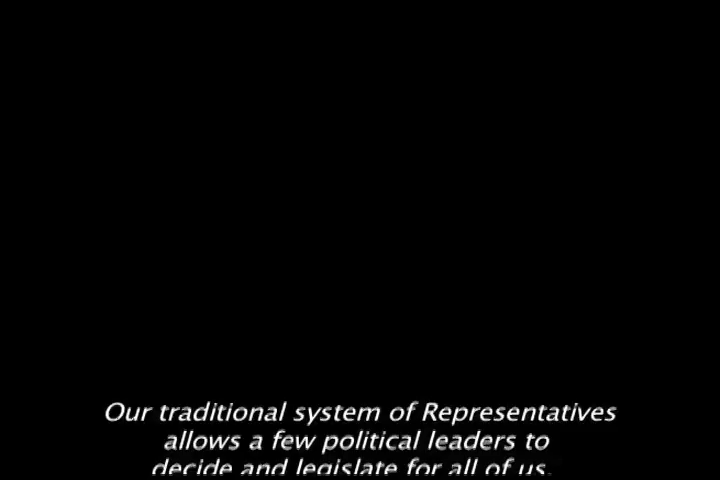 Our traditional system of Representatives
allows a few political leaders to
decide and legislate for all of us.